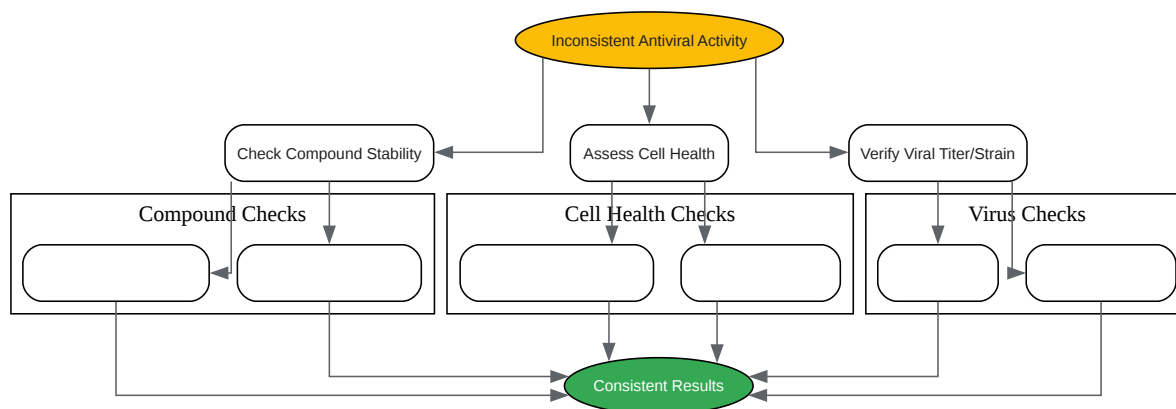 Inconsistent Antiviral Activity
Check Compound Stability
Assess Cell Health
Verify Viral Titer/Strain
Compound Checks
Cell Health Checks
Virus Checks
Consistent Results